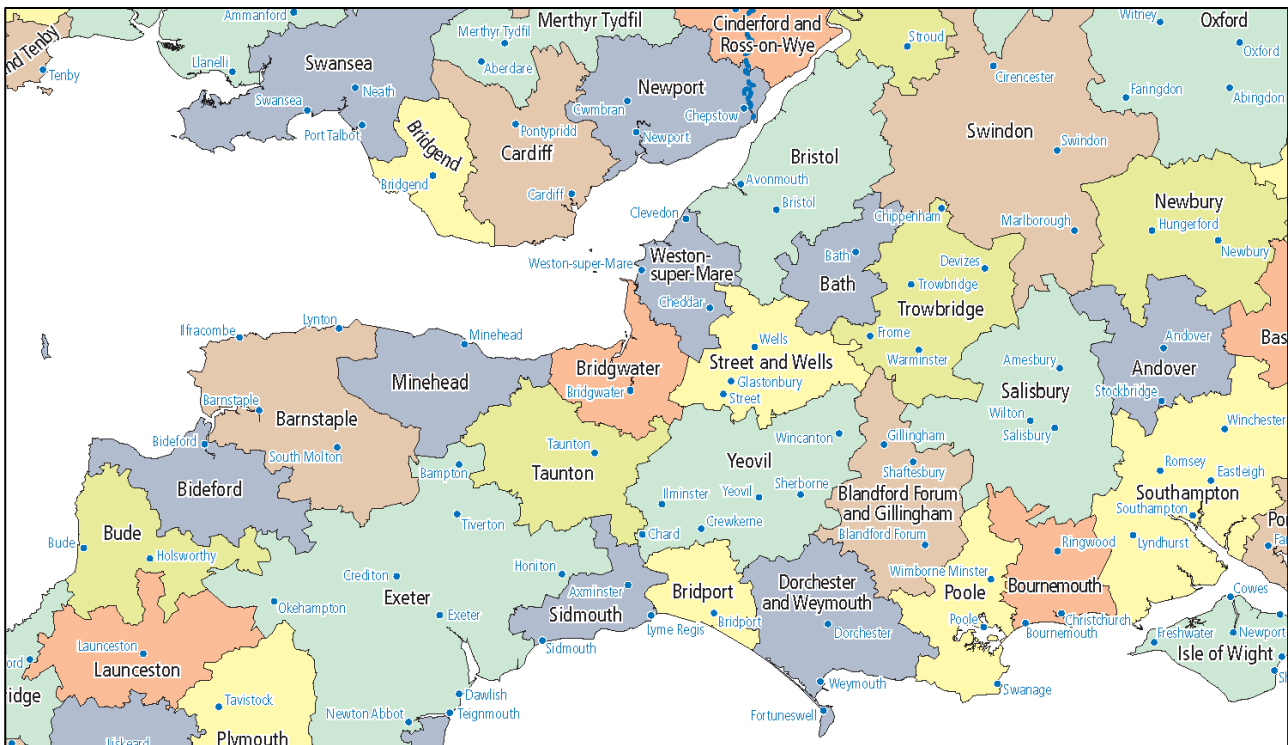 Ammanford
Merthyr Tydfil
Cinderford and
Ross-on-Wye
Witney
Oxford
nd Tenby
Tenby
Llanelli
Swansea
Merthyr Tydfil
Aberdare
Stroud
Oxford
Cirencester
Neath
Swansea
Port Talbot
Newport
Cwmbran
Chepstow
Newport
Faringdon
Abingdon
Bridgend
Bridgend
Pontypridd
Cardiff
Cardiff
Swindon
Swindon
Bristol
Avonmouth
Bristol
Clevedon
Chippenham
Marlborough
Newbury
Hungerford
Newbury
Weston-super-Mare
Weston-
super-Mare
Cheddar
Bath
Bath
Devizes
Trowbridge
Trowbridge
Ilfracombe
Lynton
Minehead
Wells
Frome
Warminster
Amesbury
Andover
Andover
Bas
Minehead
Bridgwater
Bridgwater
Street and Wells
Glastonbury
Street
Salisbury
Stockbridge
Barnstaple
Barnstaple
Wilton
Salisbury
Winchester
Bideford
South Molton
Bampton
Taunton
Taunton
Wincanton
Gillingham
Shaftesbury
Romsey
Eastleigh
Bideford
Yeovil
Ilminster
Yeovil
Sherborne
Blandford Forum
and Gillingham
Southampton
Southampton
Tiverton
Crewkerne
Chard
Blandford Forum
Ringwood
Lyndhurst
Po
Fa
Bude
Bude
Holsworthy
Crediton
Honiton
Axminster
Bridport
Dorchester
and Weymouth
Wimborne Minster
Poole
Bournemouth
Cowes
Okehampton
Exeter
Exeter
Sidmouth
Lyme Regis
Bridport
Dorchester
Poole
Christchurch
Bournemouth
Launceston
Launceston
Sidmouth
Freshwater
Newport
Isle of Wight
ord
ridge
Sh
Tavistock
Dawlish
Teignmouth
Newton Abbot
Weymouth
Swanage
Fortuneswell
Liskeard
Plymouth